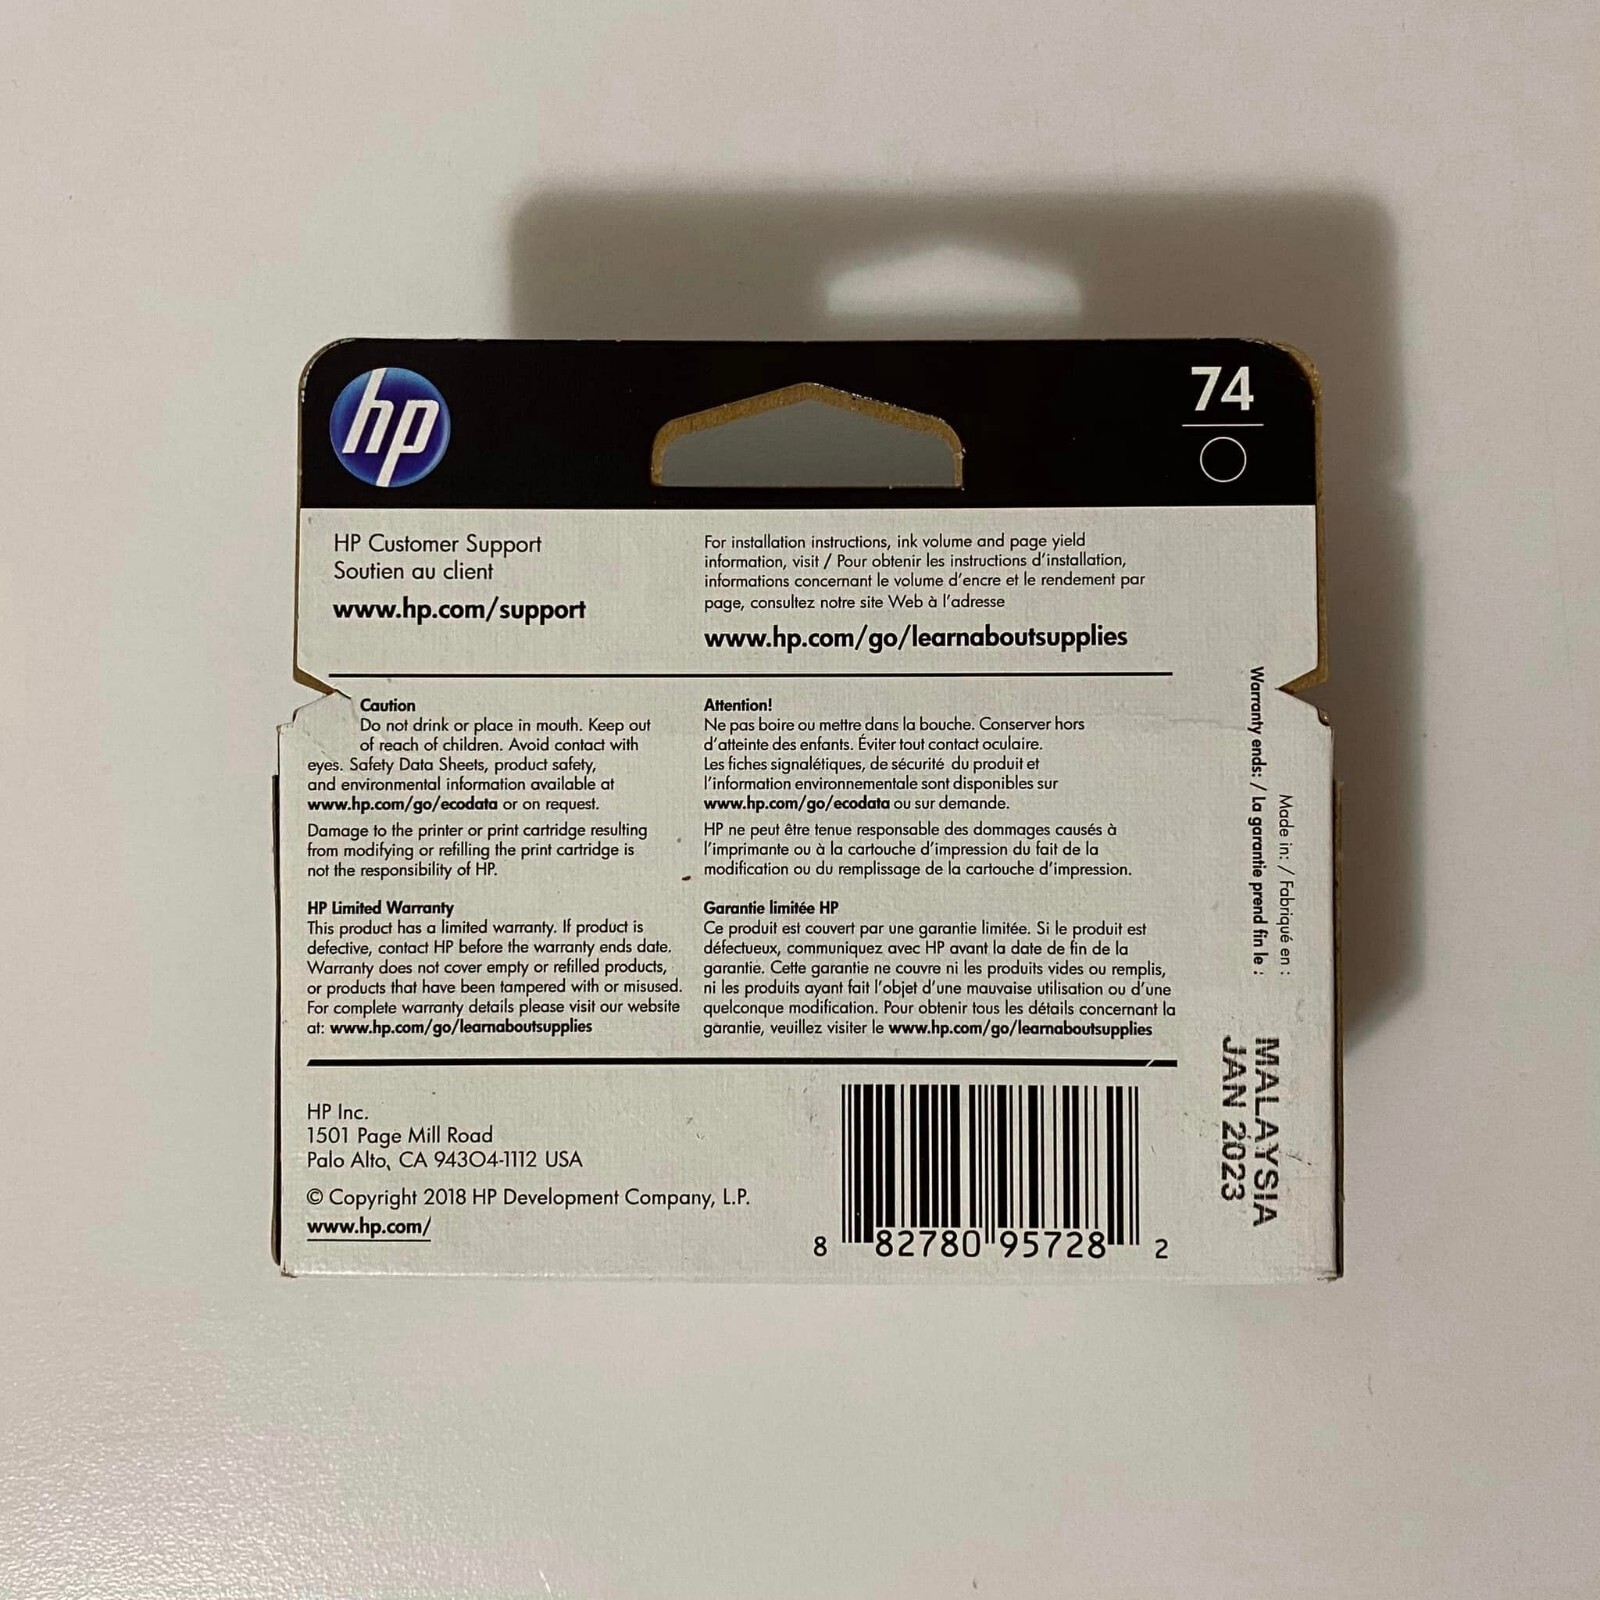 hp
74
HP Customer Support
Soutien au client
www.hp.com/support
For installation instructions, ink volume and page yield
information, visit / Pour obtenir les instructions d'installation,
informations concernant le volume d'encre et le rendement par
page, consultez notre site Web à l'adresse
www.hp.com/go/learnaboutsupplies
Caution
Do not drink or place in mouth. Keep out
of reach of children. Avoid contact with
eyes. Safety Data Sheets, product safety,
and environmental information available at
www.hp.com/go/ecodata or on request.
Damage to the printer or print cartridge resulting
from modifying or refilling the print cartridge is
not the responsibility of HP.
HP Limited Warranty
This product has a limited warranty. If product is
defective, contact HP before the warranty ends date.
Warranty does not cover empty or refilled products,
or products that have been tampered with or misused.
For complete warranty details please visit our website
at: www.hp.com/go/learnaboutsupplies
Attention!
Ne pas boire ou mettre dans la bouche. Conserver hors
d'atteinte des enfants. Éviter tout contact oculaire.
Les fiches signalétiques, de sécurité du produit et
l'information environnementale sont disponibles sur
www.hp.com/go/ecodata ou sur demande.
HP ne peut être tenue responsable des dommages causés à
l'imprimante ou à la cartouche d'impression du fait de la
modification ou du remplissage de la cartouche d'impression.
Garantie limitée HP
Ce produit est couvert par une garantie limitée. Si le produit est
défectueux, communiquez avec HP avant la date de fin de la
garantie. Cette garantie ne couvre ni les produits vides ou remplis,
ni les produits ayant fait l'objet d'une mauvaise utilisation ou d'une
quelconque modification. Pour obtenir tous les détails concernant la
garantie, veuillez visiter le www.hp.com/go/learnaboutsupplies
Made in: / Fabriqué en :
Warranty ends: / La garantie prend fin le :
MALAYSIA
JAN 2023
HP Inc.
1501 Page Mill Road
Palo Alto, CA 94304-1112 USA
© Copyright 2018 HP Development Company, L.P.
www.hp.com/
8 82780 95728 2